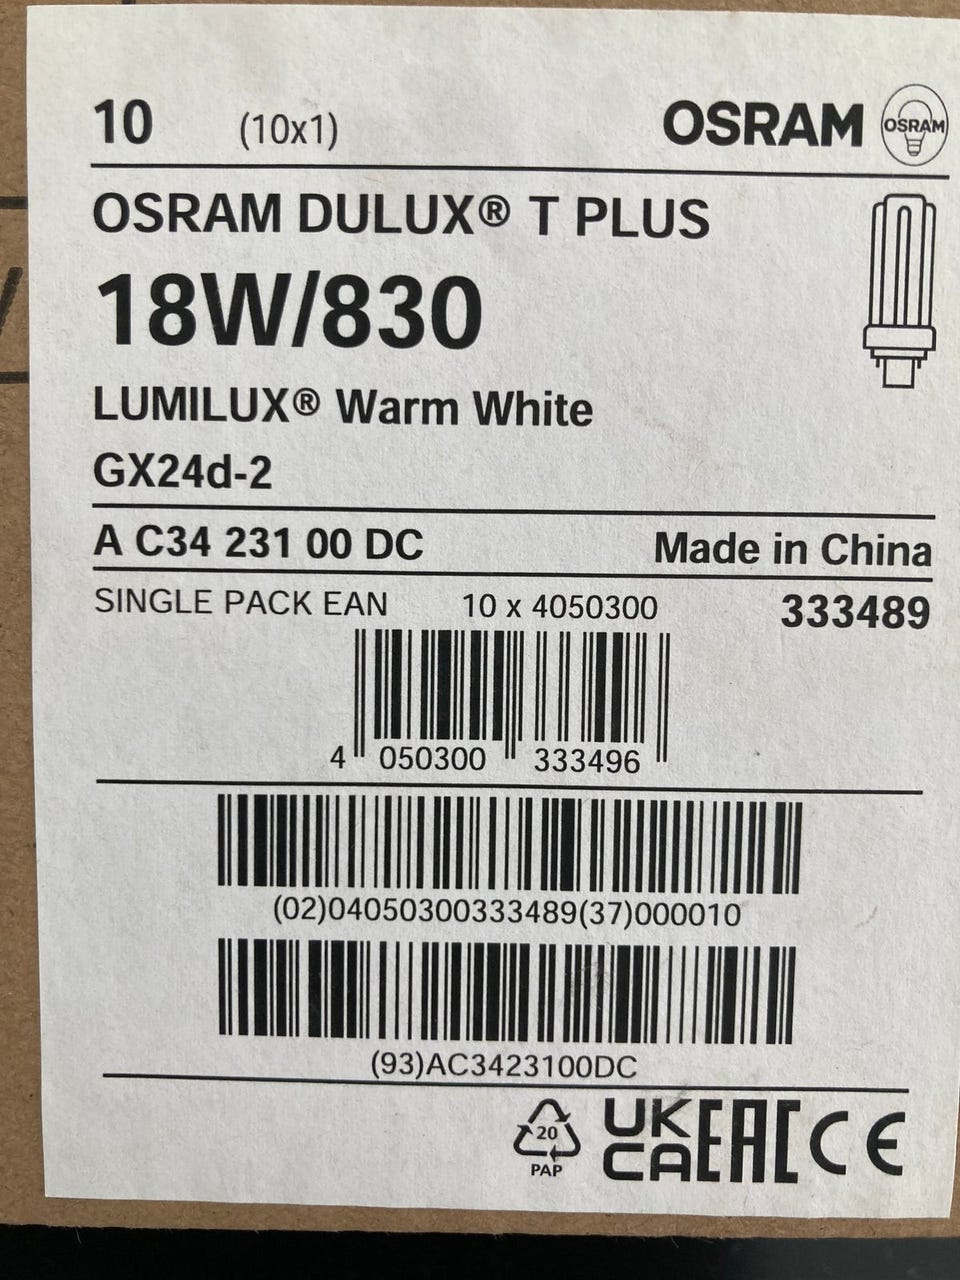 10 (10x1) OSRAM OSRAM
OSRAM DULUX® T PLUS
18W/830
LUMILUX® Warm White
GX24d-2
A C34 231 00 DC Made in China
SINGLE PACK EAN 10 x 4050300 333489
4 050300 333496
(02)04050300333489(37)000010
(93)AC3423100DC
20
PAP
UK
CA
EAC CE